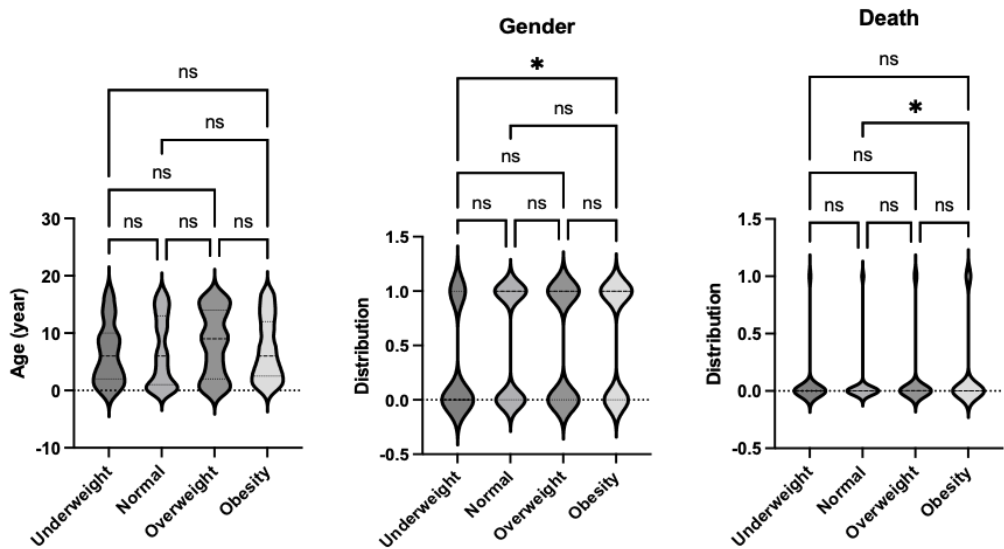 ns
ns
ns
ns
ns
ns
Age (year)
30
20
10
0
-10
Underweight
Normal
Overweight
Obesity
Gender
*
ns
ns
ns
ns
ns
Distribution
1.5
1.0
0.5
0.0
-0.5
Underweight
Normal
Overweight
Obesity
Death
ns
*
ns
ns
ns
ns
Distribution
1.5
1.0
0.5
0.0
-0.5
Underweight
Normal
Overweight
Obesity